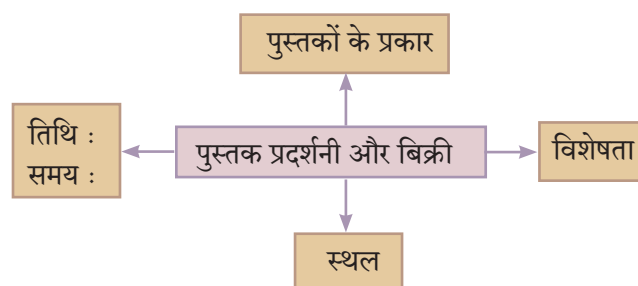 पुस्तकों के प्रकार
तिथि :
समय :
पुस्तक प्रदर्शनी और बिक्री
विशेषता
स्थल